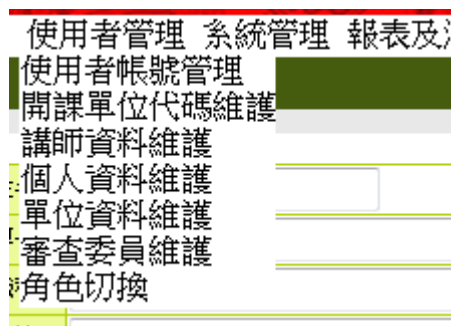 使用者管理 系統管理 報表及
使用者帳號管理
開課單位代碼維護
講師資料維護
個人資料維護
單位資料維護
審查委員維護
角色切換